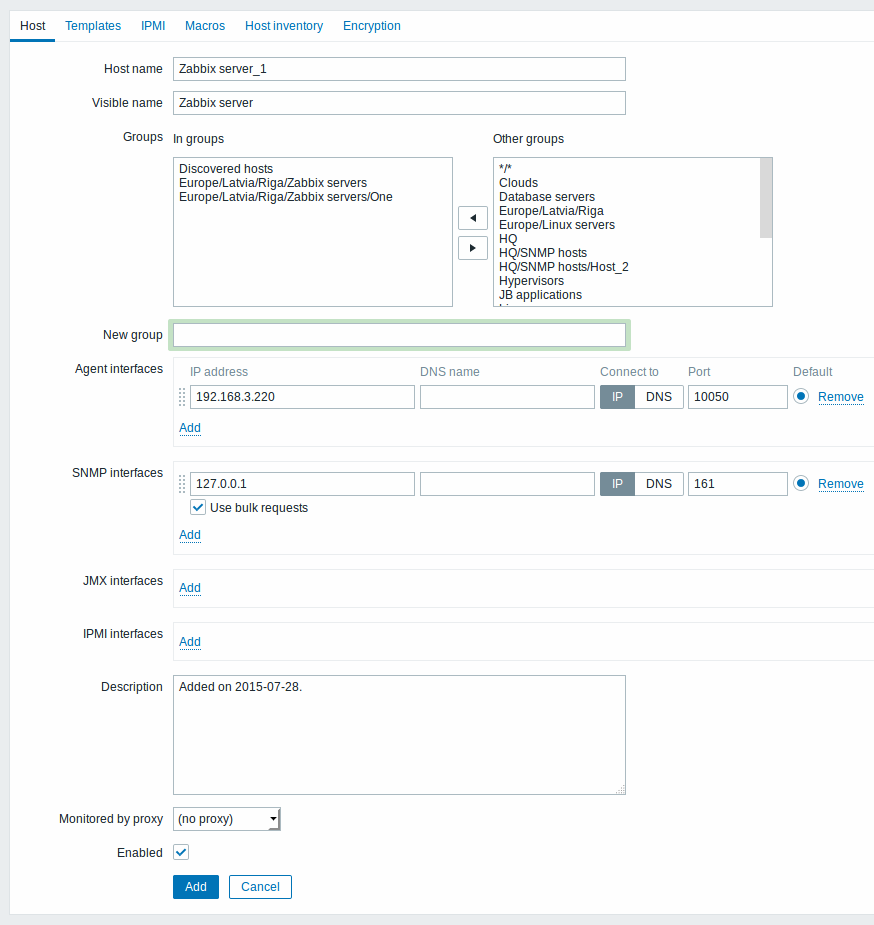 Host Templates IPMI Macros Host inventory Encryption
Host name Zabbix server_1
Visible name Zabbix server
Groups In groups Other groups
Discovered hosts
Europe/Latvia/Riga/Zabbix servers
Europe/Latvia/Riga/Zabbix servers/One
*/*
Clouds
Database servers
Europe/Latvia/Riga
Europe/Linux servers
HQ
HQ/SNMP hosts
HQ/SNMP hosts/Host_2
Hypervisors
JB applications
New group
Agent interfaces IP address DNS name Connect to Port Default
192.168.3.220 IP DNS 10050 Remove
Add
SNMP interfaces 127.0.0.1 IP DNS 161 Remove
Use bulk requests
Add
JMX interfaces Add
IPMI interfaces Add
Description Added on 2015-07-28.
Monitored by proxy (no proxy)
Enabled
Add Cancel